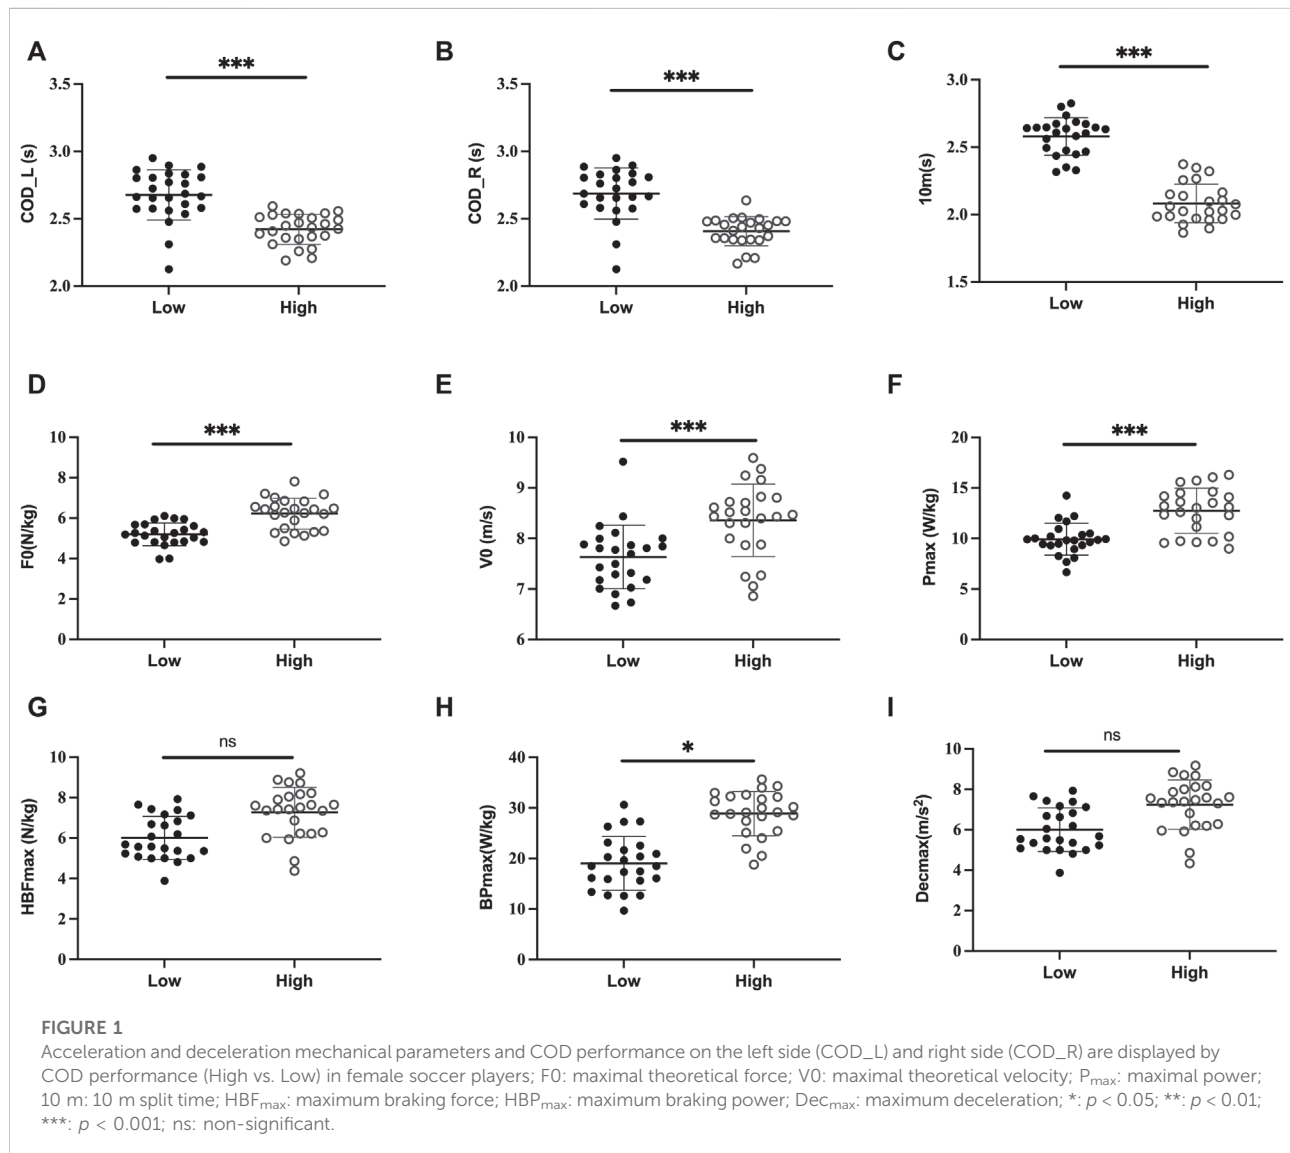 A
***
3.5
3.0
2.5
2.0
COD_L (s)
Low
High
B
***
3.5
3.0
2.5
2.0
COD_R (s)
Low
High
C
***
3.0
2.5
2.0
1.5
10m(s)
Low
High
D
***
10
8
6
4
2
0
F0(N/kg)
Low
High
E
***
10
9
8
7
6
V0 (m/s)
Low
High
F
***
20
15
10
5
0
Pmax (W/kg)
Low
High
G
ns
10
8
6
4
2
0
HBFmax (N/kg)
Low
High
H
*
40
30
20
10
0
BPmax(W/kg)
Low
High
I
ns
10
8
6
4
2
0
Decmax(m/s²)
Low
High
FIGURE 1
Acceleration and deceleration mechanical parameters and COD performance on the left side (COD_L) and right side (COD_R) are displayed by
COD performance (High vs. Low) in female soccer players; F0: maximal theoretical force; V0: maximal theoretical velocity; Pmax: maximal power;
10 m: 10 m split time; HBFmax: maximum braking force; HBPmax: maximum braking power; Decmax: maximum deceleration; *: p < 0.05; **: p < 0.01;
***: p < 0.001; ns: non-significant.